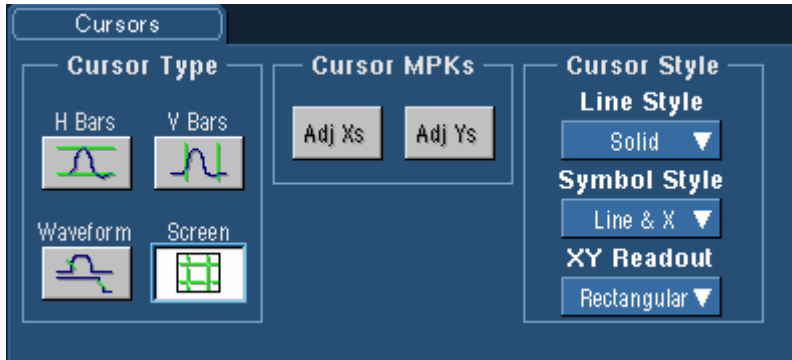 Cursors
Cursor Type
H Bars
V Bars
Waveform
Screen
Cursor MPKs
Adj Xs
Adj Ys
Cursor Style
Line Style
Solid
Symbol Style
Line & X
XY Readout
Rectangular